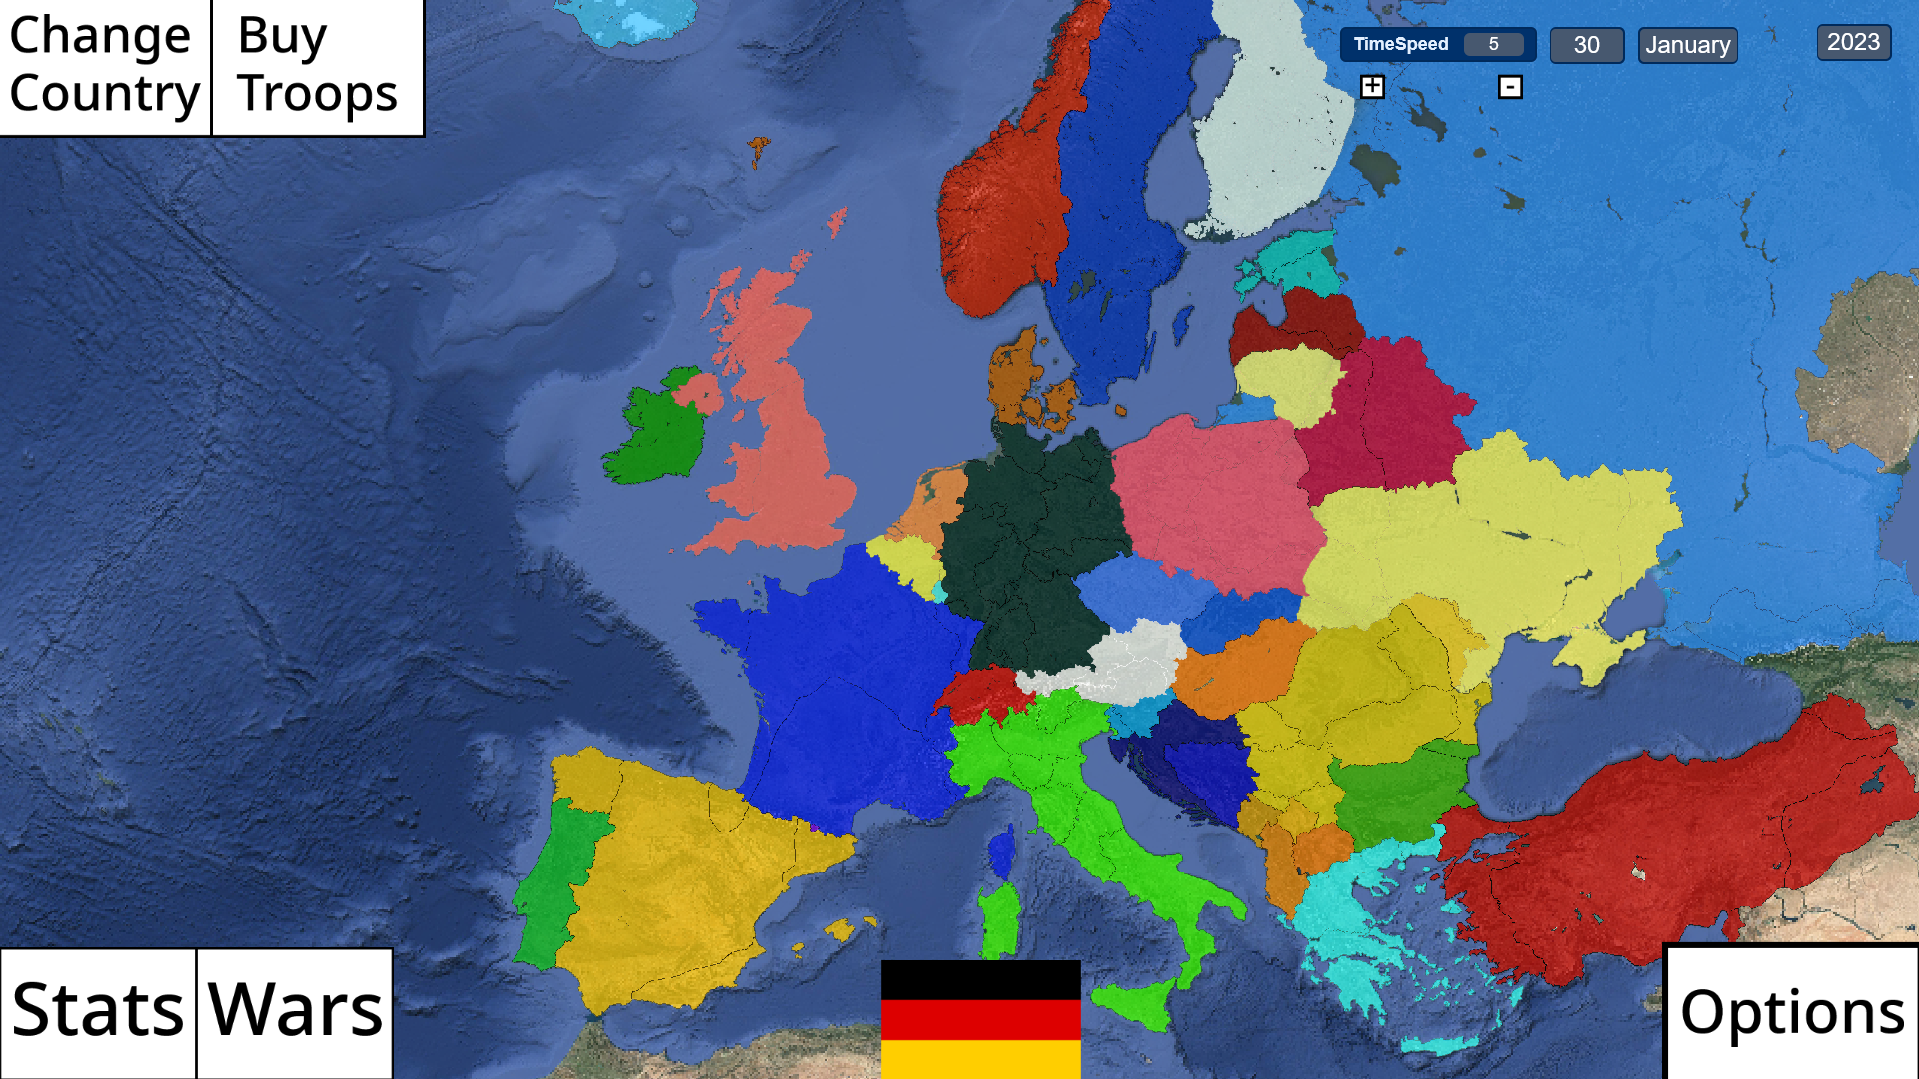 Change
Country
Buy
Troops
TimeSpeed 5
30
January
2023
+
-
Stats
Wars
Options